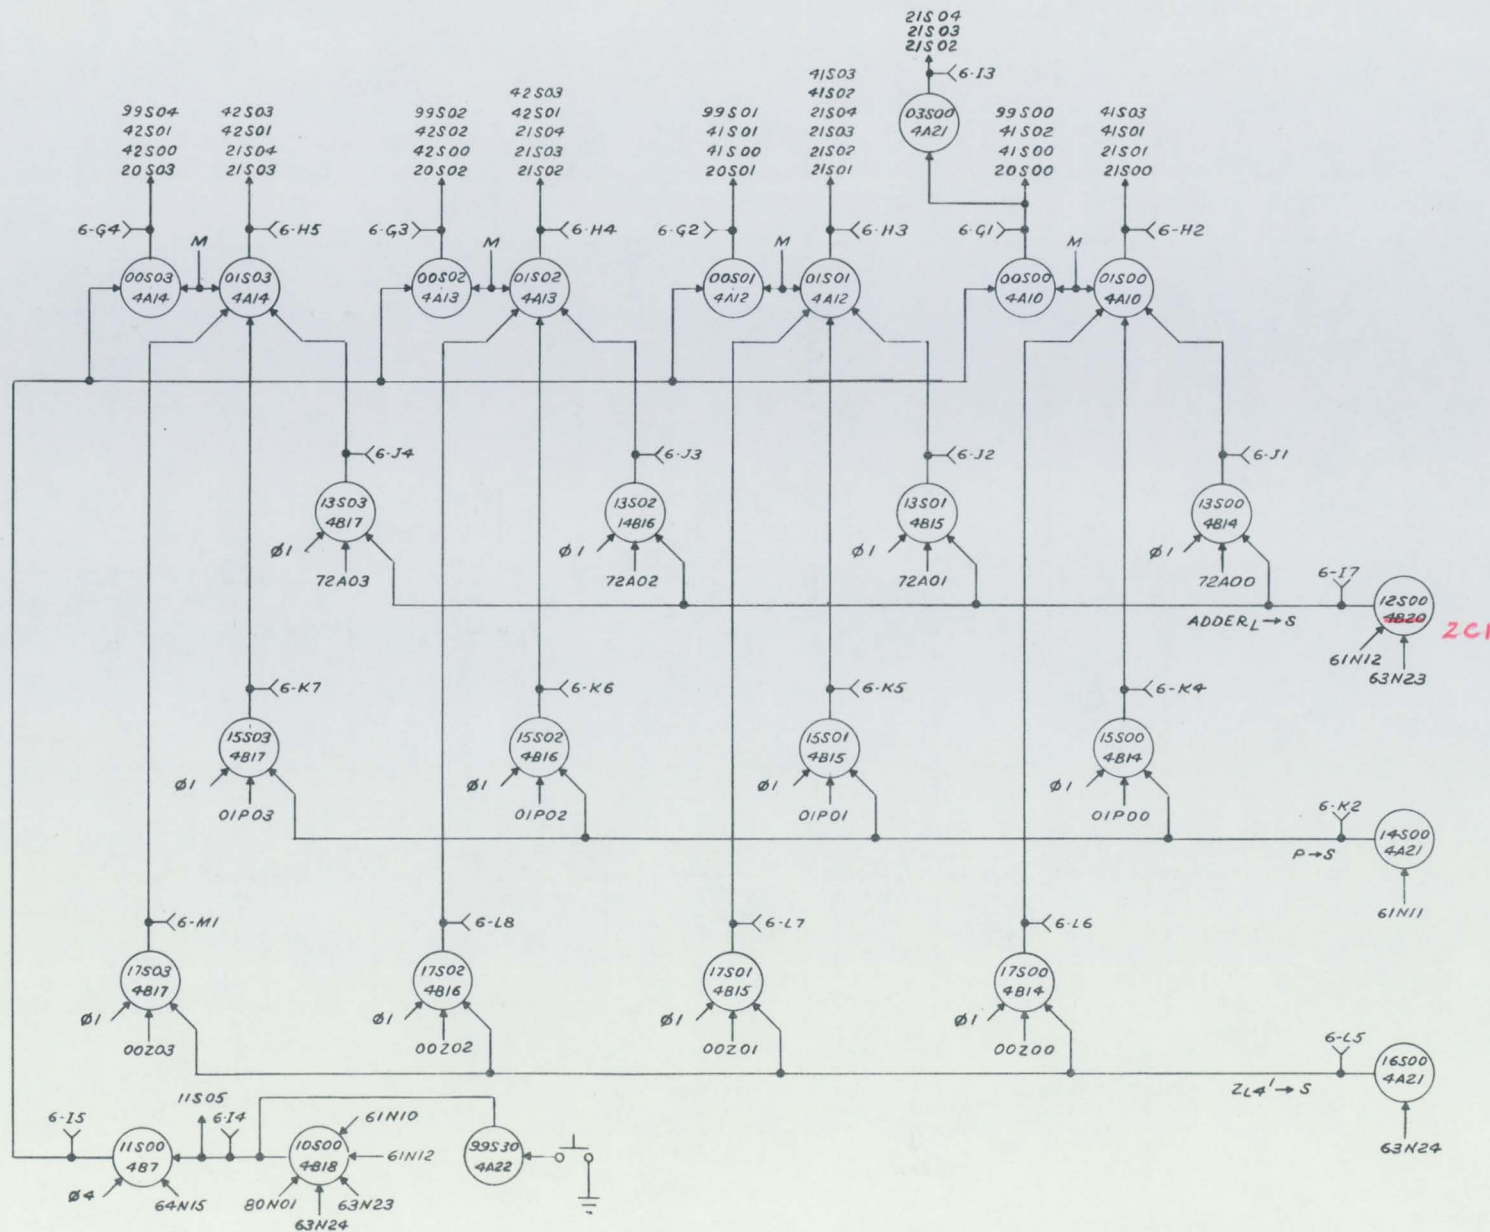 21S04
21S03
21S02
6-I3
03S00
4A21
99S04
42S01
42S00
20S03
42S03
42S01
21S04
21S03
99S02
42S02
42S00
20S02
42S03
42S01
21S04
21S03
21S02
99S01
41S01
41S00
20S01
41S03
41S02
21S04
21S03
21S02
21S01
99S00
41S02
41S00
20S00
41S03
41S01
21S01
21S00
6-G4
M
6-H5
6-G3
M
6-H4
6-G2
M
6-H3
6-G1
M
6-H2
00S03
4A14
01S03
4A14
00S02
4A13
01S02
4A13
00S01
4A12
01S01
4A12
00S00
4A10
01S00
4A10
6-J4
6-J3
6-J2
6-J1
13S03
4B17
13S02
14B16
13S01
4B15
13S00
4B14
Ø1
Ø1
Ø1
Ø1
72A03
72A02
72A01
72A00
6-I7
12S00
4B20
ADDER L→S
61N12
63N23
6-K7
6-K6
6-K5
6-K4
15S03
4B17
15S02
4B16
15S01
4B15
15S00
4B14
Ø1
Ø1
Ø1
Ø1
01P03
01P02
01P01
01P00
6-K2
14S00
4A21
P→S
61N11
6-M1
6-L8
6-L7
6-L6
17S03
4B17
17S02
4B16
17S01
4B15
17S00
4B14
Ø1
Ø1
Ø1
Ø1
00Z03
00Z02
00Z01
00Z00
6-L5
16S00
4A21
ZL4'→S
63N24
6-I5
11S05
6-I4
61N10
11S00
4B7
10S00
4B18
61N12
99S30
4A22
Ø4
64N15
80N01
63N24
63N23